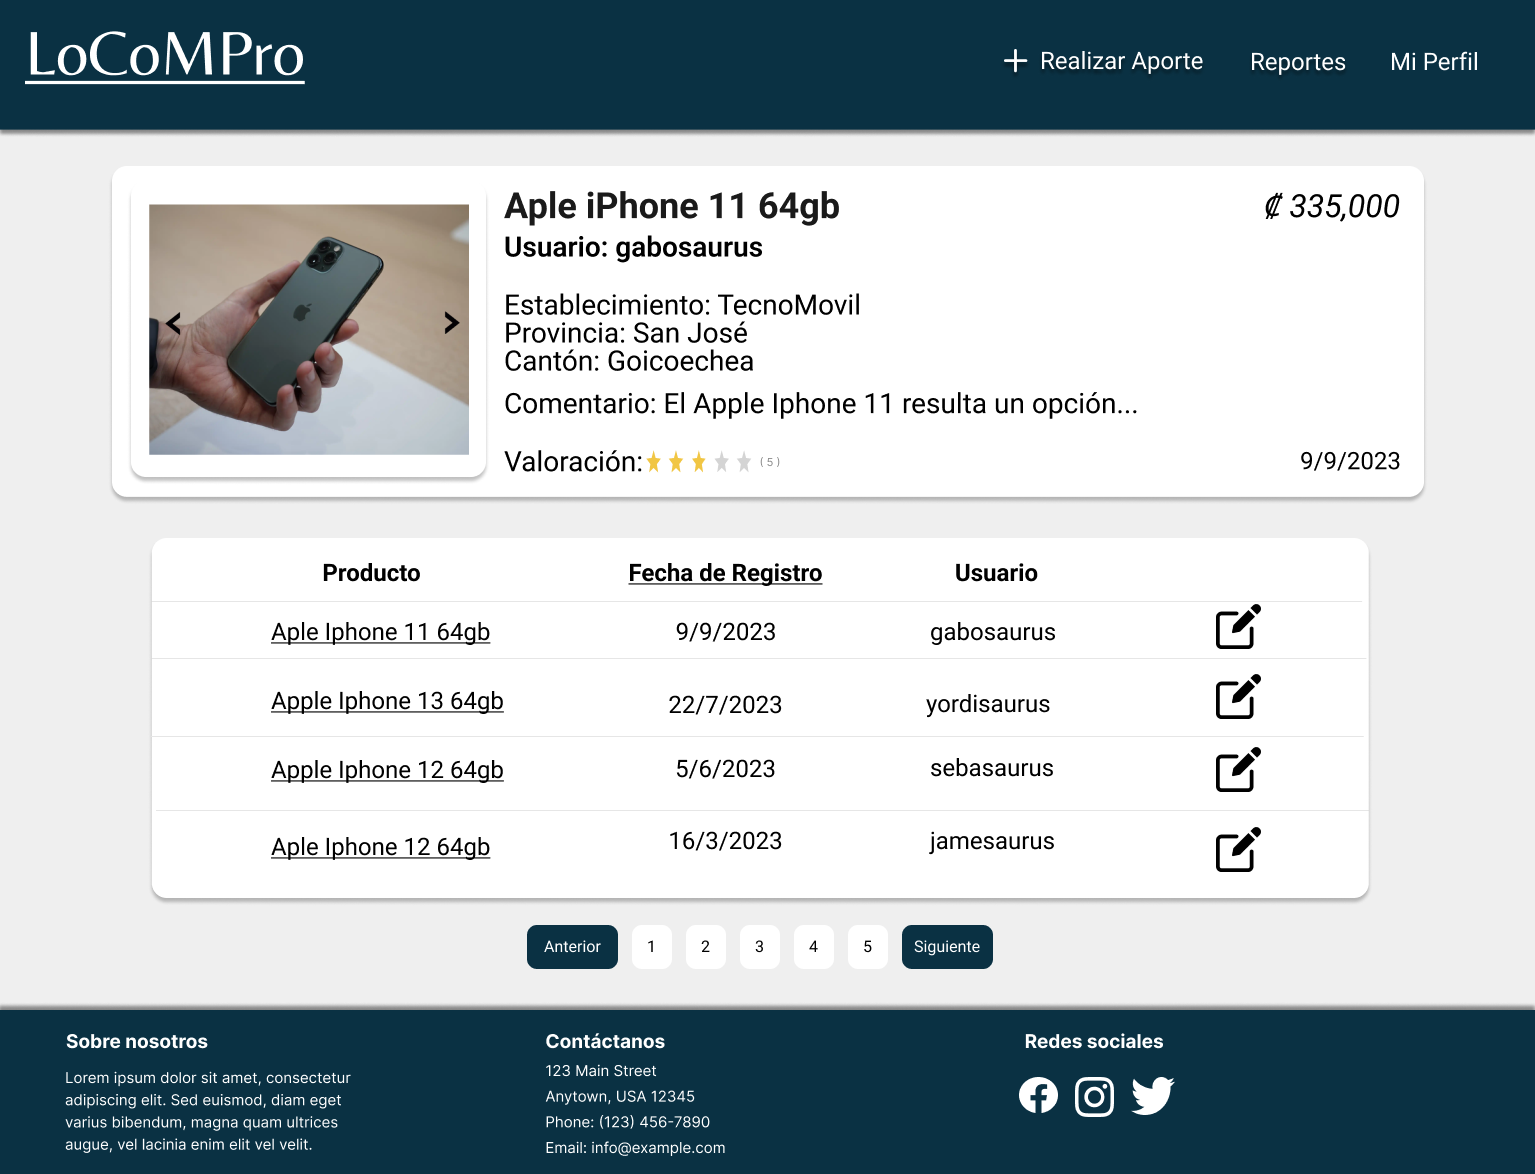 LoCoMPro
Realizar Aporte
Reportes
Mi Perfil
Aple iPhone 11 64gb
₡ 335,000
Usuario: gabosaurus
Establecimiento: TecnoMovil
Provincia: San José
Cantón: Goicoechea
Comentario: El Apple Iphone 11 resulta un opción...
Valoración: (5)
9/9/2023
Producto Fecha de Registro Usuario
Aple Iphone 11 64gb 9/9/2023 gabosaurus
Apple Iphone 13 64gb 22/7/2023 yordisaurus
Apple Iphone 12 64gb 5/6/2023 sebasaurus
Aple Iphone 12 64gb 16/3/2023 jamesaurus
Anterior 1 2 3 4 5 Siguiente
Sobre nosotros
Lorem ipsum dolor sit amet, consectetur
adipiscing elit. Sed euismod, diam eget
varius bibendum, magna quam ultrices
augue, vel lacinia enim elit vel velit.
Contáctanos
123 Main Street
Anytown, USA 12345
Phone: (123) 456-7890
Email: info@example.com
Redes sociales